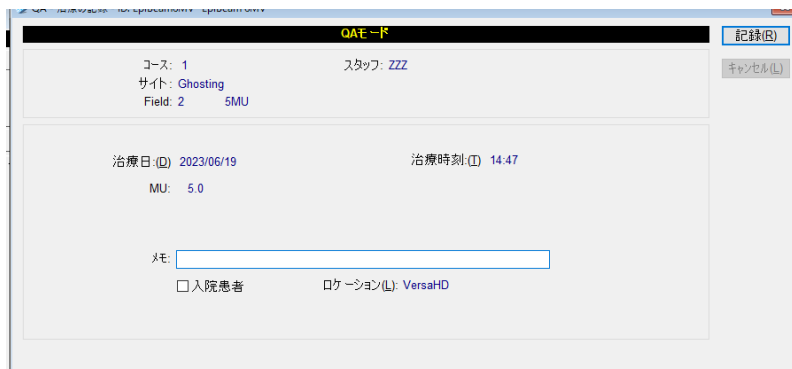 QAモード
記録(R)
コース: 1 スタッフ: ZZZ
キャンセル(L)
サイト: Ghosting
Field: 2 5MU
治療日:(D) 2023/06/19 治療時刻:(T) 14:47
MU: 5.0
メモ:
入院患者 ロケーション(L): VersaHD